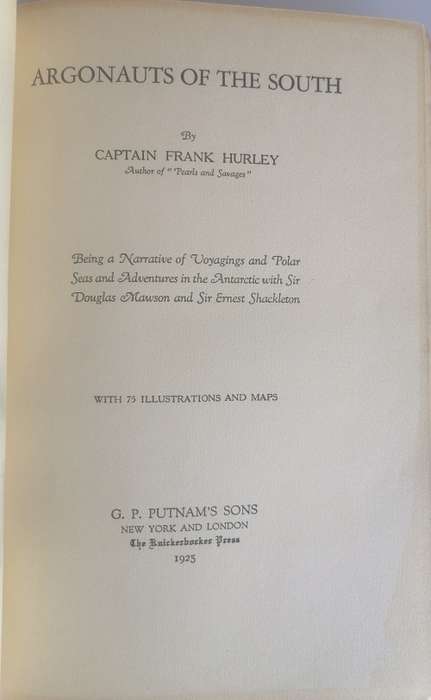 ARGONAUTS OF THE SOUTH
By
CAPTAIN FRANK HURLEY
Author of "Pearls and Savages"
Being a Narrative of Voyagings and Polar
Seas and Adventures in the Antarctic with Sir
Douglas Mawson and Sir Ernest Shackleton
WITH 75 ILLUSTRATIONS AND MAPS
G. P. PUTNAM'S SONS
NEW YORK AND LONDON
The Knickerbocker Press
1925